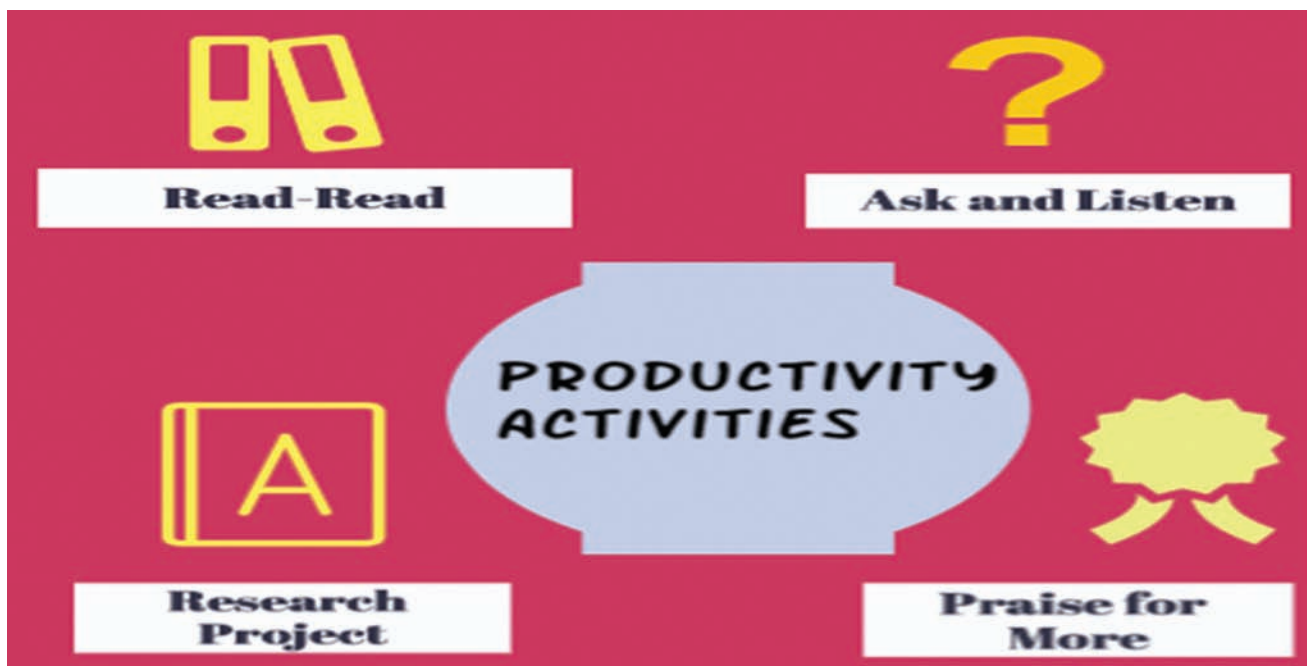 Read-Read
Ask and Listen
PRODUCTIVITY
ACTIVITIES
A
Research
Project
Praise for
More